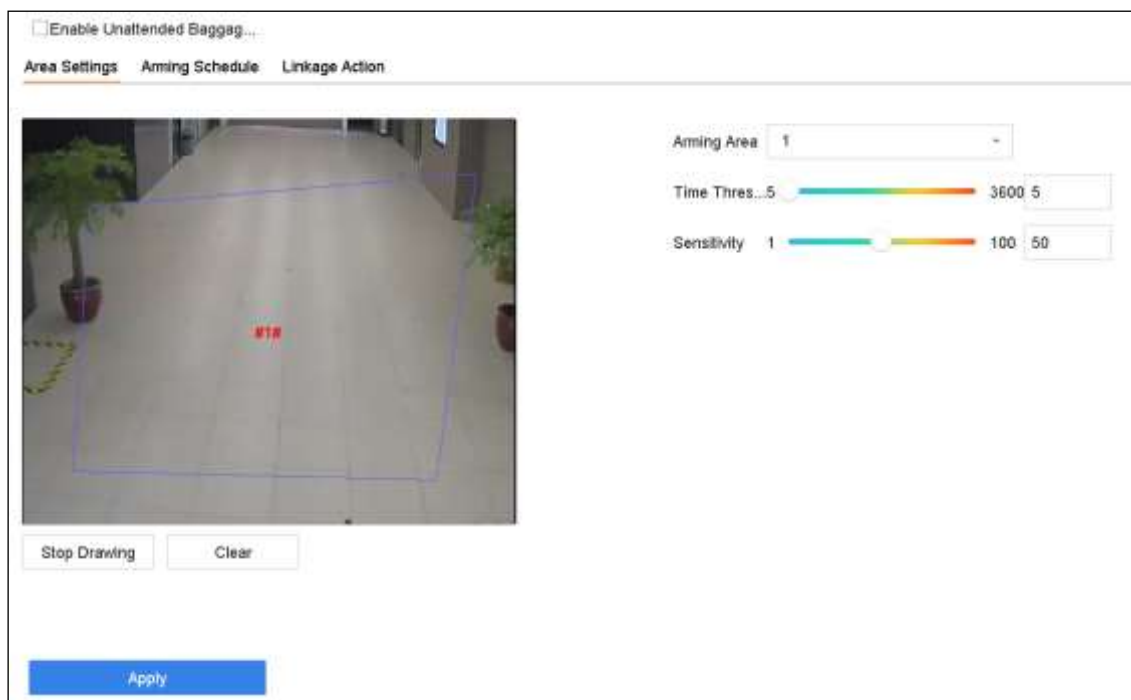 Enable Unattended Baggag...
Area Settings Arming Schedule Linkage Action
Arming Area 1
Time Thres...5 3600 5
Sensitivity 1 100 50
#1#
Stop Drawing Clear
Apply